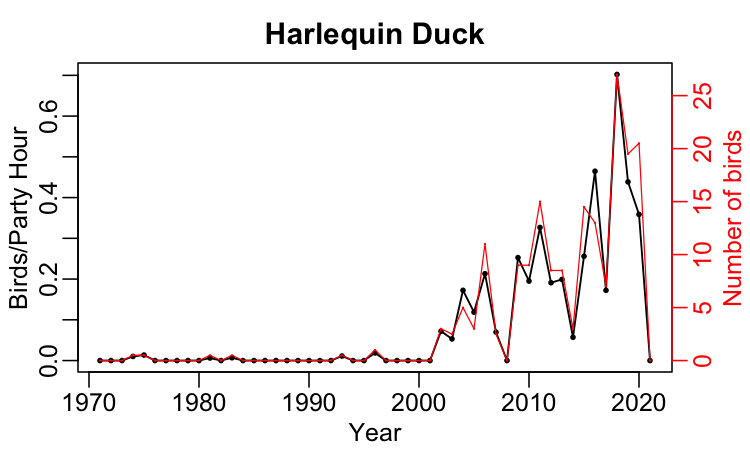 Harlequin Duck
Birds/Party Hour
0.0 0.2 0.4 0.6
Number of birds
0 5 10 15 20 25
1970 1980 1990 2000 2010 2020
Year